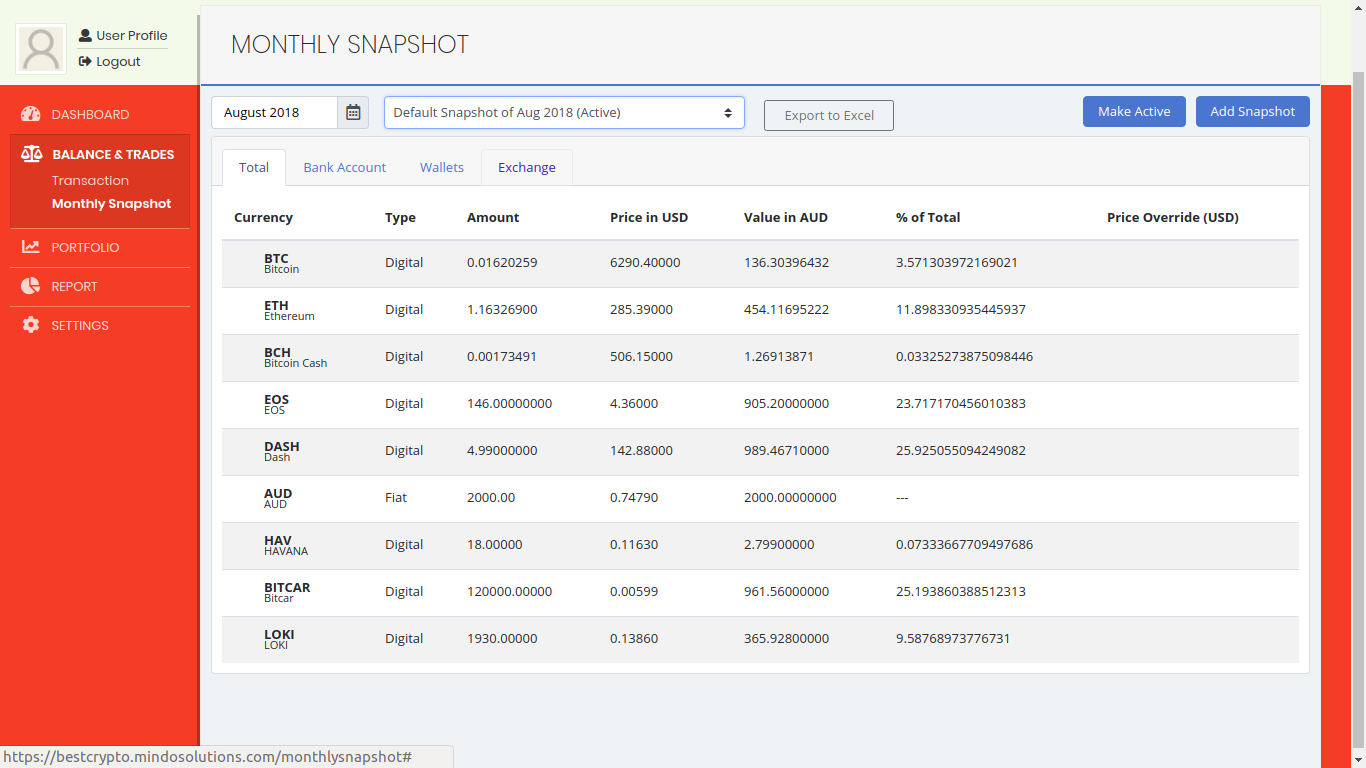 User Profile
Logout
DASHBOARD
BALANCE & TRADES
Transaction
Monthly Snapshot
PORTFOLIO
REPORT
SETTINGS
MONTHLY SNAPSHOT
August 2018 Default Snapshot of Aug 2018 (Active) Export to Excel Make Active Add Snapshot
Total Bank Account Wallets Exchange
Currency Type Amount Price in USD Value in AUD % of Total Price Override (USD)
BTC Digital 0.01620259 6290.40000 136.30396432 3.571303972169021
Bitcoin
ETH Digital 1.16326900 285.39000 454.11695222 11.898330935445937
Ethereum
BCH Digital 0.00173491 506.15000 1.26913871 0.03325273875098446
Bitcoin Cash
EOS Digital 146.00000000 4.36000 905.20000000 23.717170456010383
EOS
DASH Digital 4.99000000 142.88000 989.46710000 25.925055094249082
Dash
AUD Fiat 2000.00 0.74790 2000.00000000 ---
AUD
HAV Digital 18.00000 0.11630 2.79900000 0.07333667709497686
HAVANA
BITCAR Digital 120000.00000 0.00599 961.56000000 25.193860388512313
Bitcar
LOKI Digital 1930.00000 0.13860 365.92800000 9.58768973776731
LOKI
https://bestcrypto.mindosolutions.com/monthlysnapshot#